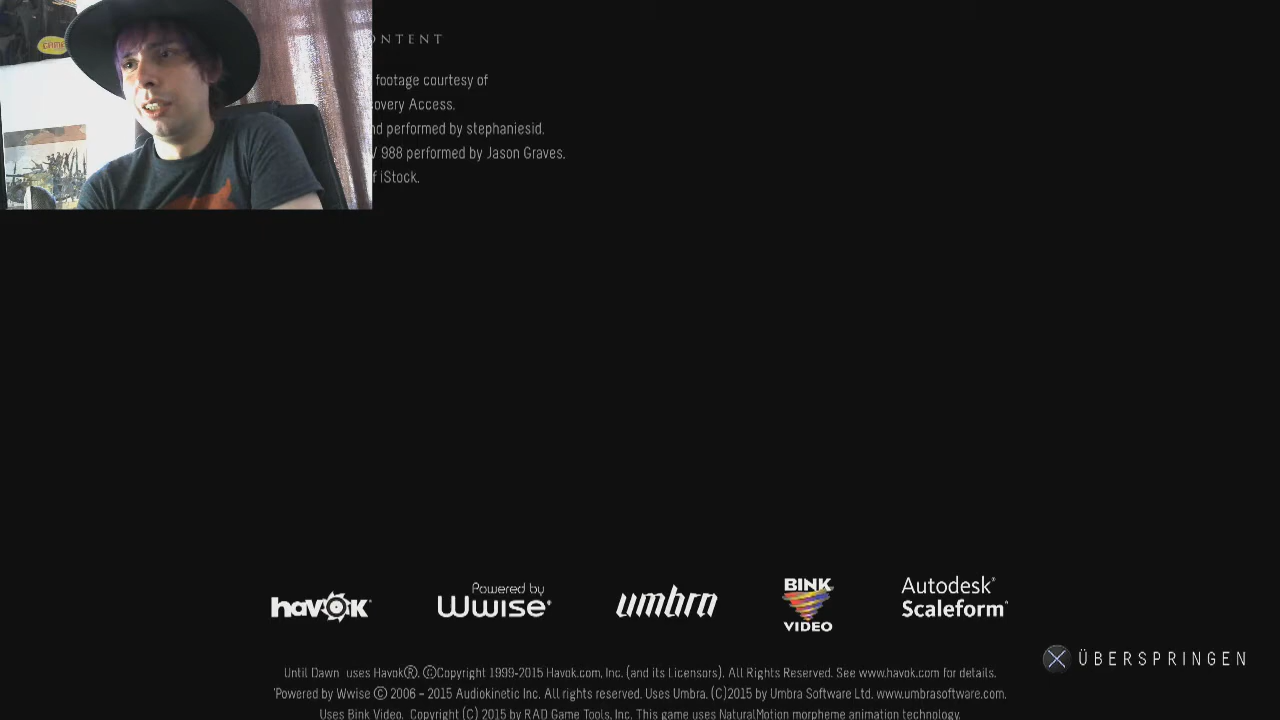 ONTENT
footage courtesy of
covery Access.
nd performed by stephaniesid.
V 988 performed by Jason Graves.
f iStock.
havok
Powered by
Wwise®
umbra
BINK
VIDEO
Autodesk®
Scaleform®
ÜBERSPRINGEN
Until Dawn uses Havok®. ©Copyright 1999-2015 Havok.com, Inc. (and its Licensors). All Rights Reserved. See www.havok.com for details.
"Powered by Wwise © 2006 – 2015 Audiokinetic Inc. All rights reserved. Uses Umbra. (C)2015 by Umbra Software Ltd. www.umbrasoftware.com.
Uses Bink Video. Copyright (C) 2015 by RAD Game Tools, Inc. This game uses NaturalMotion morpheme animation technology.